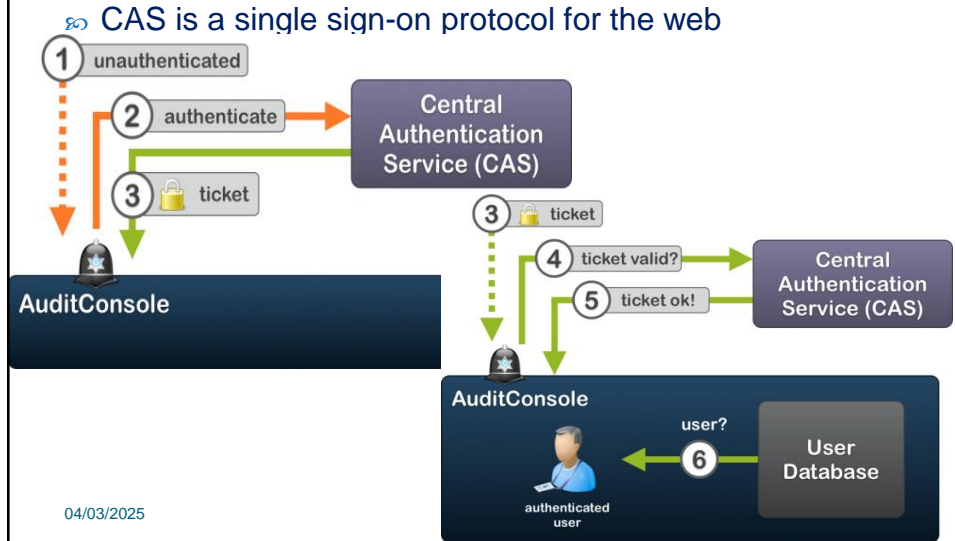 CAS is a single sign-on protocol for the web
1 unauthenticated
2 authenticate
Central
Authentication
Service (CAS)
3 ticket
AuditConsole
3 ticket
4 ticket valid?
Central
Authentication
Service (CAS)
5 ticket ok!
AuditConsole
user?
6
User
Database
authenticated
user
04/03/2025